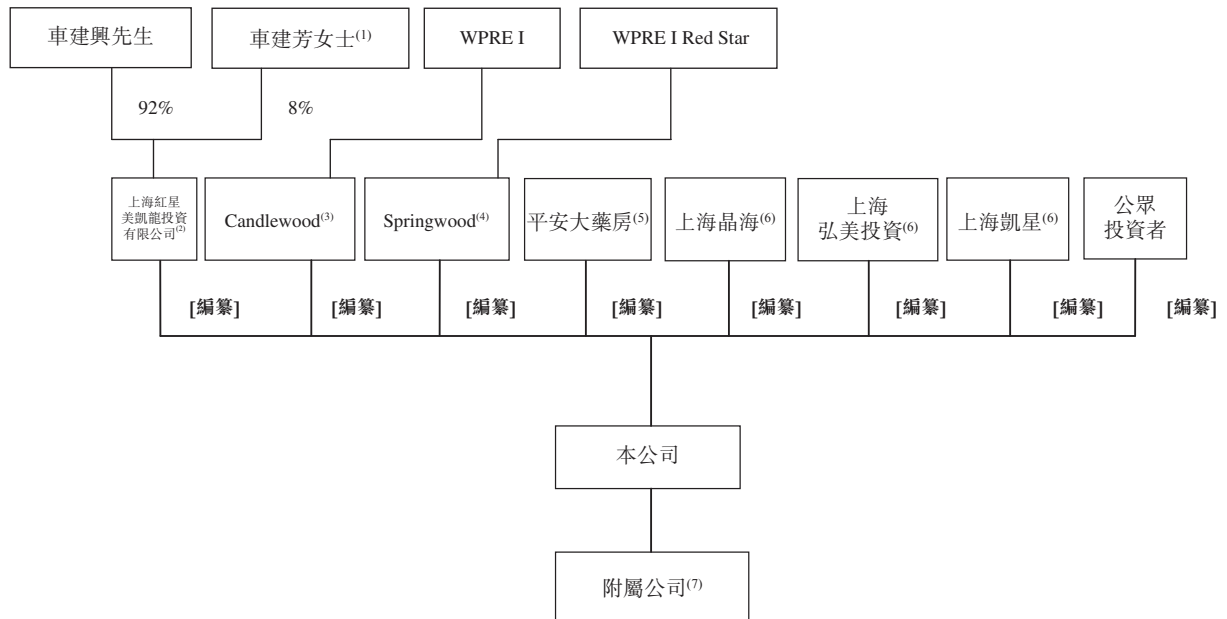 車建興先生
車建芳女士(1)
WPRE I
WPRE I Red Star
92%
8%
上海紅星
美凱龍投資
有限公司(2)
Candlewood(3)
Springwood(4)
平安大藥房(5)
上海晶海(6)
上海
弘美投資(6)
上海凱星(6)
公眾
投資者
[編纂]
[編纂]
[編纂]
[編纂]
[編纂]
[編纂]
[編纂]
[編纂]
本公司
附屬公司(7)